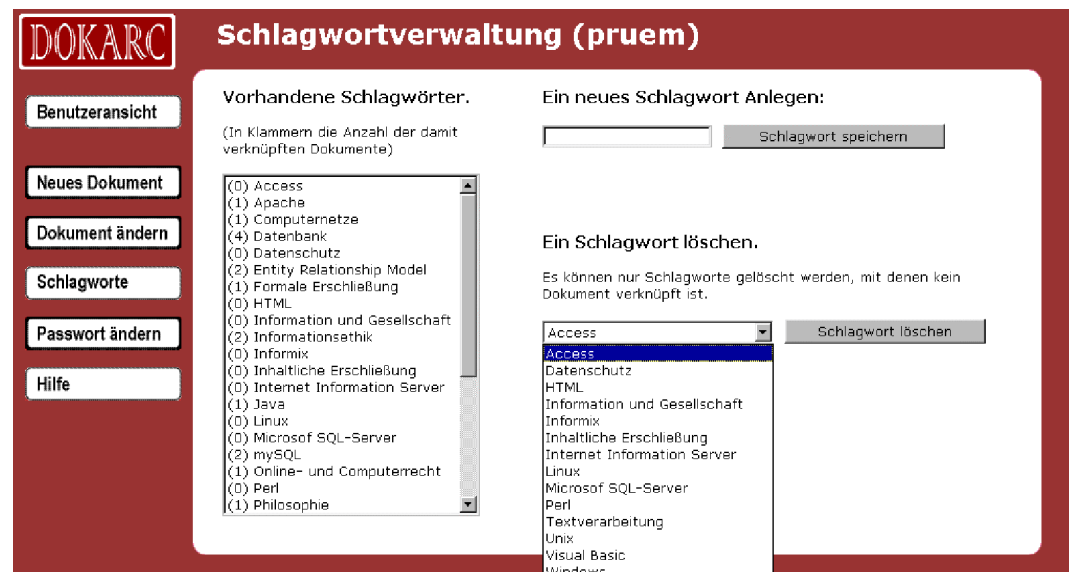 DOKARC
Schlagwortverwaltung (pruem)
Benutzeransicht
Neues Dokument
Dokument ändern
Schlagworte
Passwort ändern
Hilfe
Vorhandene Schlagwörter.
(In Klammern die Anzahl der damit
verknüpften Dokumente)
(0) Access
(1) Apache
(1) Computernetze
(4) Datenbank
(0) Datenschutz
(2) Entity Relationship Model
(1) Formale Erschließung
(0) HTML
(0) Information und Gesellschaft
(2) Informationsethik
(0) Informix
(0) Inhaltliche Erschließung
(0) Internet Information Server
(1) Java
(0) Linux
(0) Microsof SQL-Server
(2) mySQL
(1) Online- und Computerrecht
(0) Perl
(1) Philosophie
Ein neues Schlagwort Anlegen:
Schlagwort speichern
Ein Schlagwort löschen.
Es können nur Schlagworte gelöscht werden, mit denen kein
Dokument verknüpft ist.
Access
Schlagwort löschen
Access
Datenschutz
HTML
Information und Gesellschaft
Informix
Inhaltliche Erschließung
Internet Information Server
Linux
Microsof SQL-Server
Perl
Textverarbeitung
Unix
Visual Basic
Windows